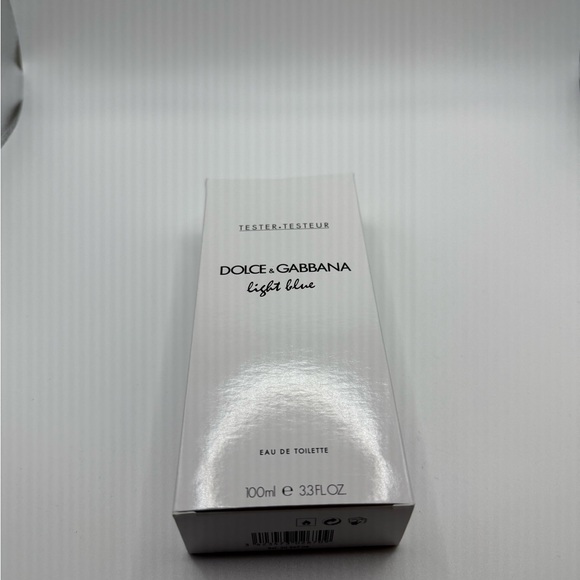 TESTER•TESTEUR
DOLCE & GABBANA
light blue
EAU DE TOILETTE
100ml e 3.3FL.OZ.